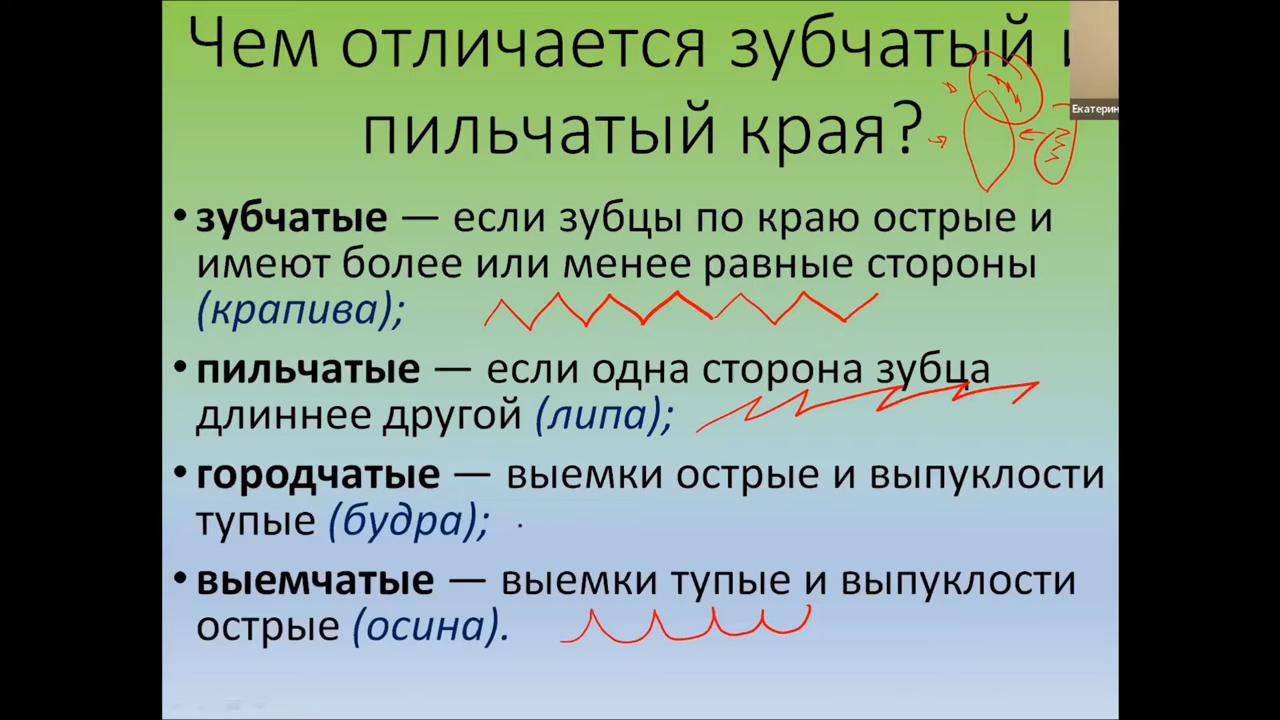 Чем отличается зубчатый и
Екатерин
пильчатый края?
• зубчатые — если зубцы по краю острые и
имеют более или менее равные стороны
(крапива);
• пильчатые — если одна сторона зубца
длиннее другой (липа);
• городчатые — выемки острые и выпуклости
тупые (будра);
• выемчатые — выемки тупые и выпуклости
острые (осина).